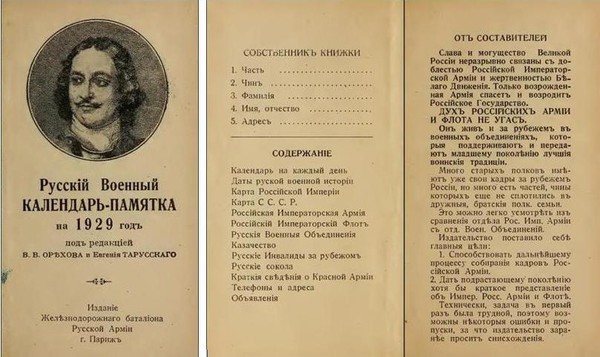 Русскій Военный
КАЛЕНДАРЬ-ПАМЯТКА
на 1929 годъ
подъ редакціей
В. В. ОРѢХОВА и Евгенія ТАРУССКАГО
Изданіе
Желѣзнодорожнаго баталіона
Русской Арміи
г. Парижъ
СОБСТВЕННИКЪ КНИЖКИ
1. Часть
2. Чинъ
3. Фамилія
4. Имя, отчество
5. Адресъ
СОДЕРЖАНІЕ
Календарь на каждый день
Даты руской военной исторіи
Карта Россійской Имперіи
Карта С С. С Р.
Россійская Императорская Армія
Россійскій Императорскій Флотъ
Русскія Военныя Объединенія
Казачество
Русскіе Инвалиды за рубежомъ
Русскіе сокола
Краткія свѣдѣнія о Красной Арміи
Телефоны и адреса
Объявленія
ОТЪ СОСТАВИТЕЛЕЙ
Слава и могущество Великой
Россіи неразрывно связаны съ до-
блестью Россійской Император-
ской Арміи и жертвенностью Бѣ-
лаго Движенія. Только возрожден-
ная Армія спасетъ и возродитъ
Россійское Государство.
ДУХЪ РОССІЙСКИХЪ АРМІИ
И ФЛОТА НЕ УГАСЪ.
Онъ живъ и за рубежемъ въ
военныхъ объединеніяхъ, кото-
рыя поддерживаютъ и переда-
ютъ младшему поколѣнію лучшія
воинскія традиціи.
Много старыхъ полковъ имѣ-
ютъ уже свои кадры за рубежемъ
Россіи, но много есть частей, чины
которыхъ еще не сплотились въ
дружныя, братскія полк. семьи.
Это можно легко усмотрѣть изъ
сравненія отдѣла Рос. Имп. Арміи
съ отд. Воен. Объединеній.
Издательство поставило себѣ
главныя цѣли:
1. Способствовать дальнѣйшему
процессу собиранія кадровъ Рос-
сійской Арміи.
2. Дать подрастающему поколѣнію
хотя бы краткое представленіе
объ Импер. Росс. Арміи и Флотѣ.
Технически, задача въ первый
разъ была трудной, поэтому воз-
можны нѣкоторыя ошибки и про-
пуски, за что издательство зара-
нѣе проситъ снисхожденія.